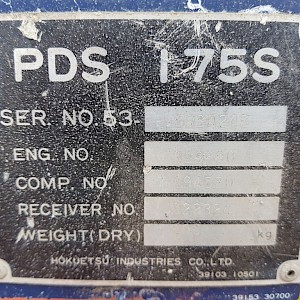 PDS 175S
SER. NO. 53-
ENG. NO.
COMP. NO.
RECEIVER NO.
WEIGHT(DRY) kg
HOKUETSU INDUSTRIES CO., LTD.
39103 10501
39153 30700